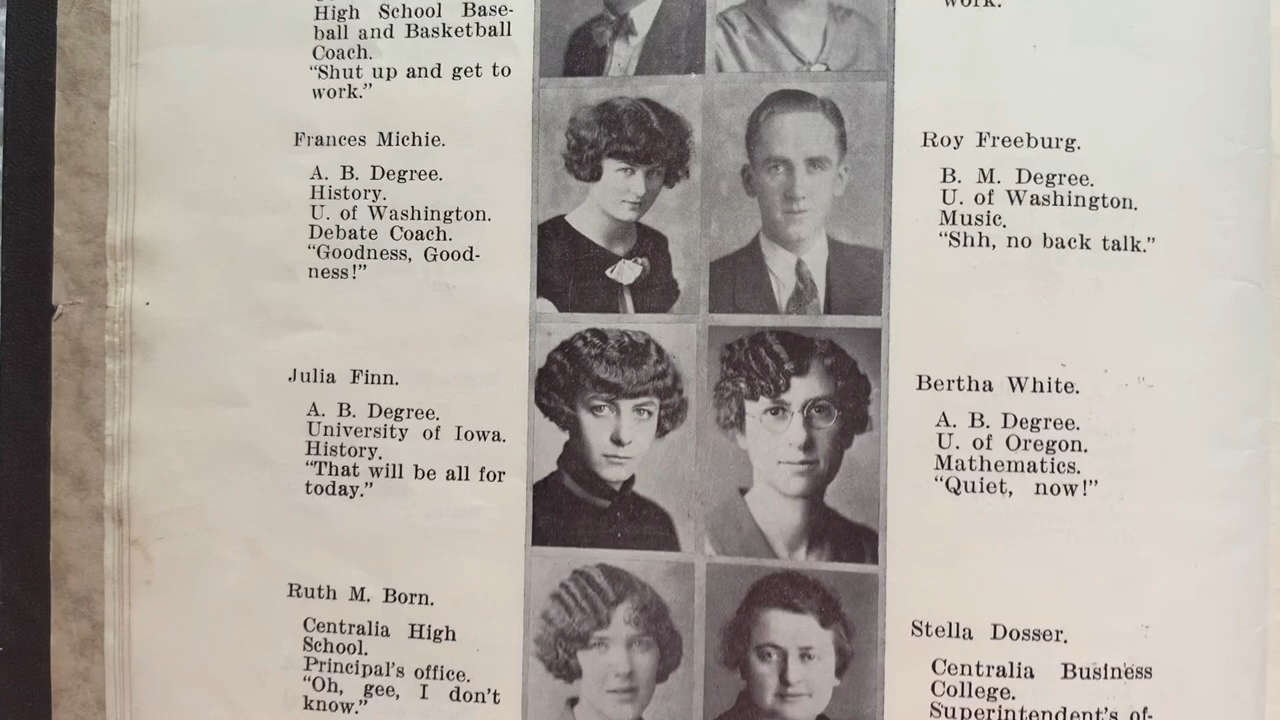 High School Base-
ball and Basketball
Coach.
“Shut up and get to
work.”
Frances Michie.
A. B. Degree.
History.
U. of Washington.
Debate Coach.
“Goodness, Good-
ness!”
Julia Finn.
A. B. Degree.
University of Iowa.
History.
“That will be all for
today.”
Ruth M. Born.
Centralia High
School.
Principal's office.
“Oh, gee, I don't
know.”
work.”
Roy Freeburg.
B. M. Degree.
U. of Washington.
Music.
“Shh, no back talk.”
Bertha White.
A. B. Degree.
U. of Oregon.
Mathematics.
“Quiet, now!”
Stella Dosser.
Centralia Business
College.
Superintendent's of-